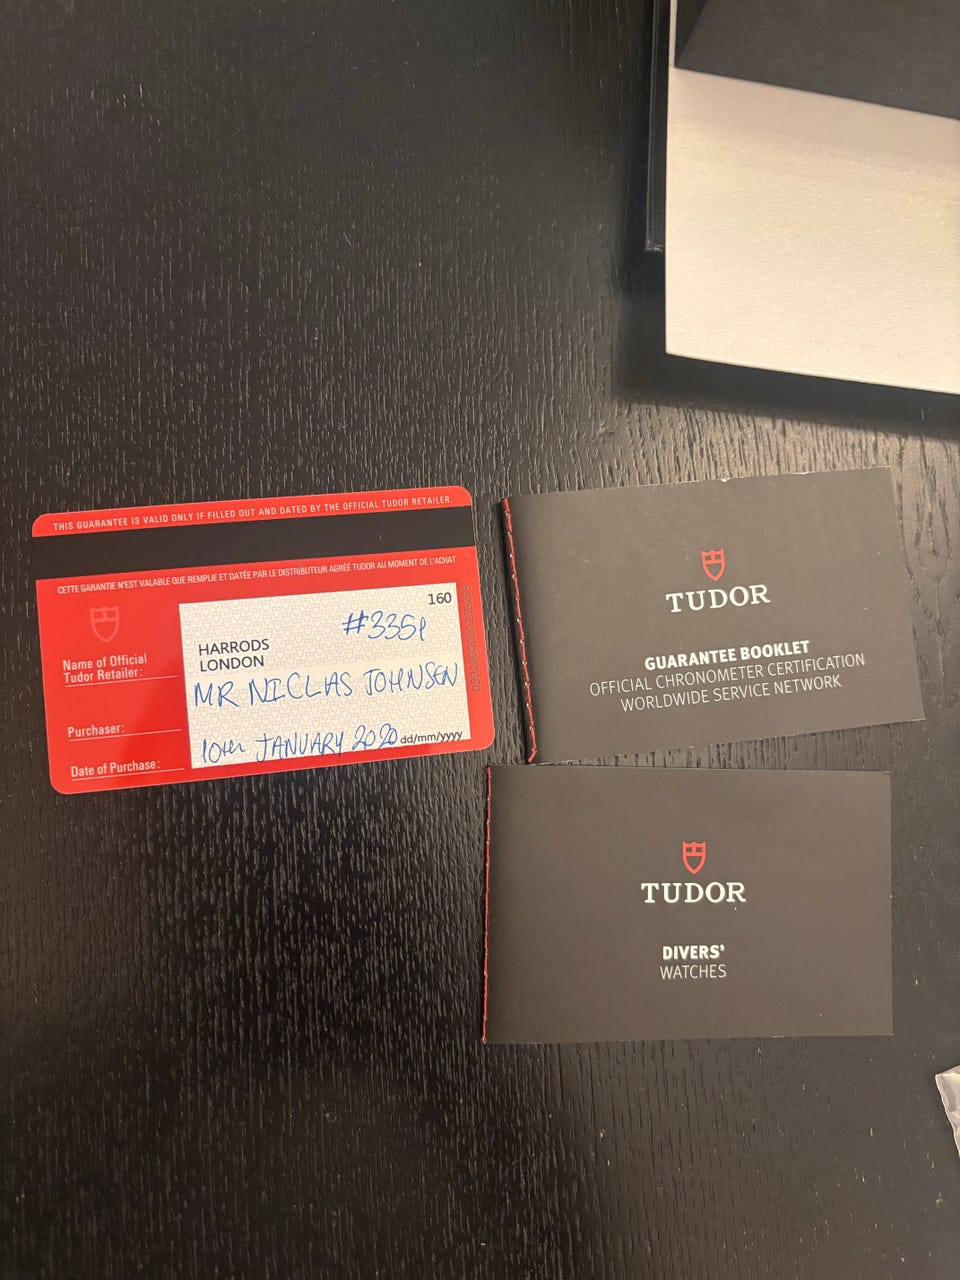 THIS GUARANTEE IS VALID ONLY IF FILLED OUT AND DATED BY THE OFFICIAL TUDOR RETAILER.
CETTE GARANTIE N'EST VALABLE QUE REMPLIE ET DATÉE PAR LE DISTRIBUTEUR AGRÉÉ TUDOR AU MOMENT DE L'ACHAT.
160
Name of Official
Tudor Retailer:
HARRODS
LONDON
Purchaser:
MR NICLAS JOHNSEN
Date of Purchase:
10th JANUARY 2020 dd/mm/yyyy
TUDOR
GUARANTEE BOOKLET
OFFICIAL CHRONOMETER CERTIFICATION
WORLDWIDE SERVICE NETWORK
TUDOR
DIVERS'
WATCHES